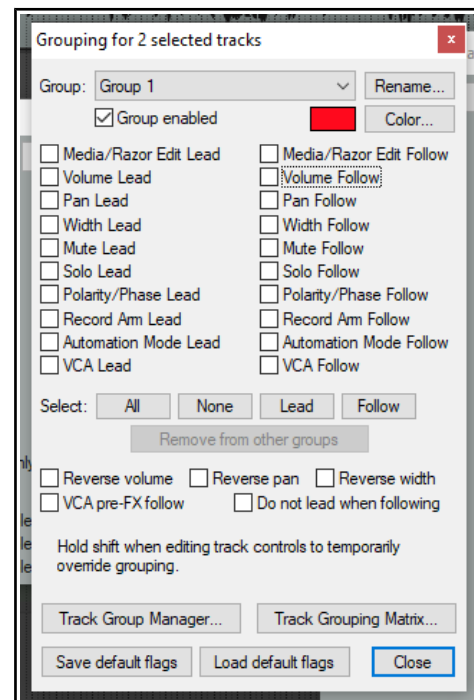 Grouping for 2 selected tracks x
Group: Group 1 Rename...
Group enabled Color...
Media/Razor Edit Lead Media/Razor Edit Follow
Volume Lead Volume Follow
Pan Lead Pan Follow
Width Lead Width Follow
Mute Lead Mute Follow
Solo Lead Solo Follow
Polarity/Phase Lead Polarity/Phase Follow
Record Arm Lead Record Arm Follow
Automation Mode Lead Automation Mode Follow
VCA Lead VCA Follow
Select: All None Lead Follow
Remove from other groups
Reverse volume Reverse pan Reverse width
VCA pre-FX follow Do not lead when following
Hold shift when editing track controls to temporarily
override grouping.
Track Group Manager... Track Grouping Matrix...
Save default flags Load default flags Close